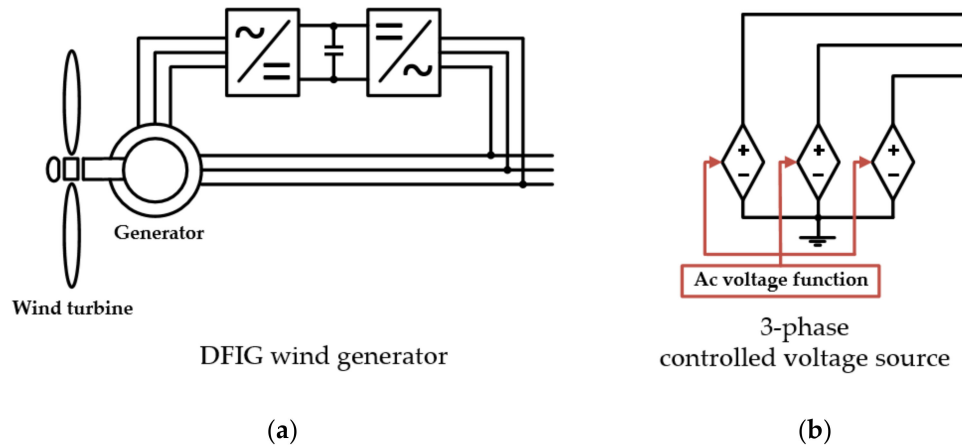 Generator
Wind turbine
DFIG wind generator
(a)
+
−
+
−
+
−
Ac voltage function
3-phase
controlled voltage source
(b)